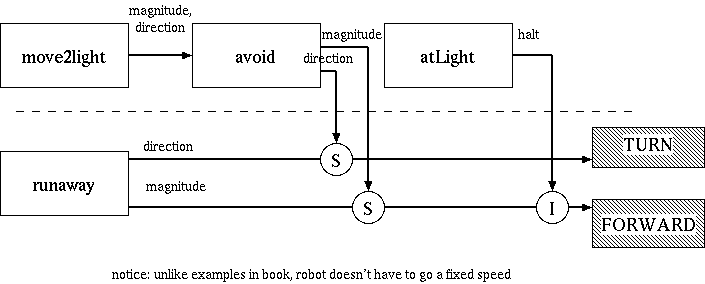 magnitude,
direction
move2light
avoid
magnitude
direction
atLight
halt
direction
S
TURN
runaway
magnitude
S
I
FORWARD
notice: unlike examples in book, robot doesn't have to go a fixed speed